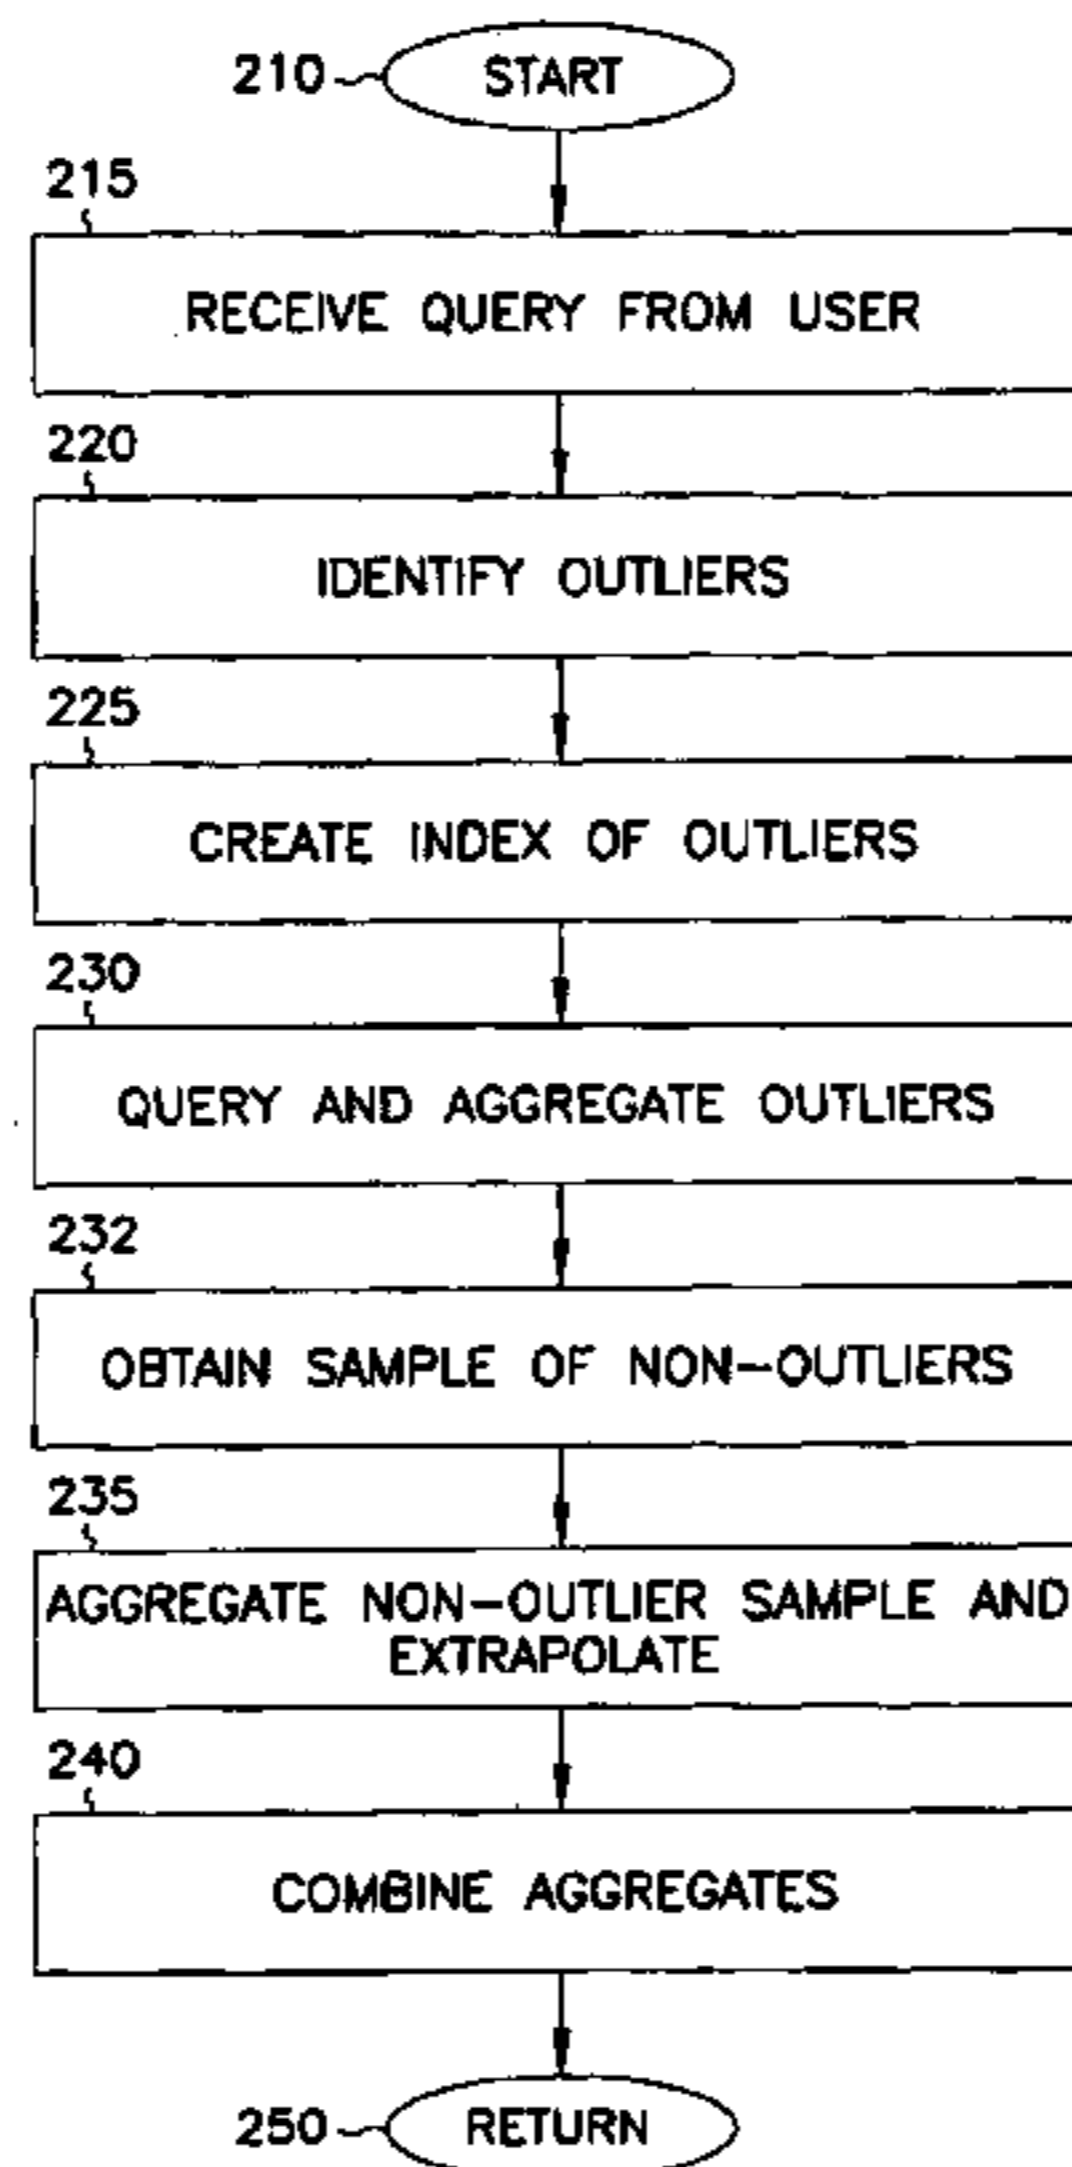 210
START
215
RECEIVE QUERY FROM USER
220
IDENTIFY OUTLIERS
225
CREATE INDEX OF OUTLIERS
230
QUERY AND AGGREGATE OUTLIERS
232
OBTAIN SAMPLE OF NON-OUTLIERS
235
AGGREGATE NON-OUTLIER SAMPLE AND
EXTRAPOLATE
240
COMBINE AGGREGATES
250
RETURN